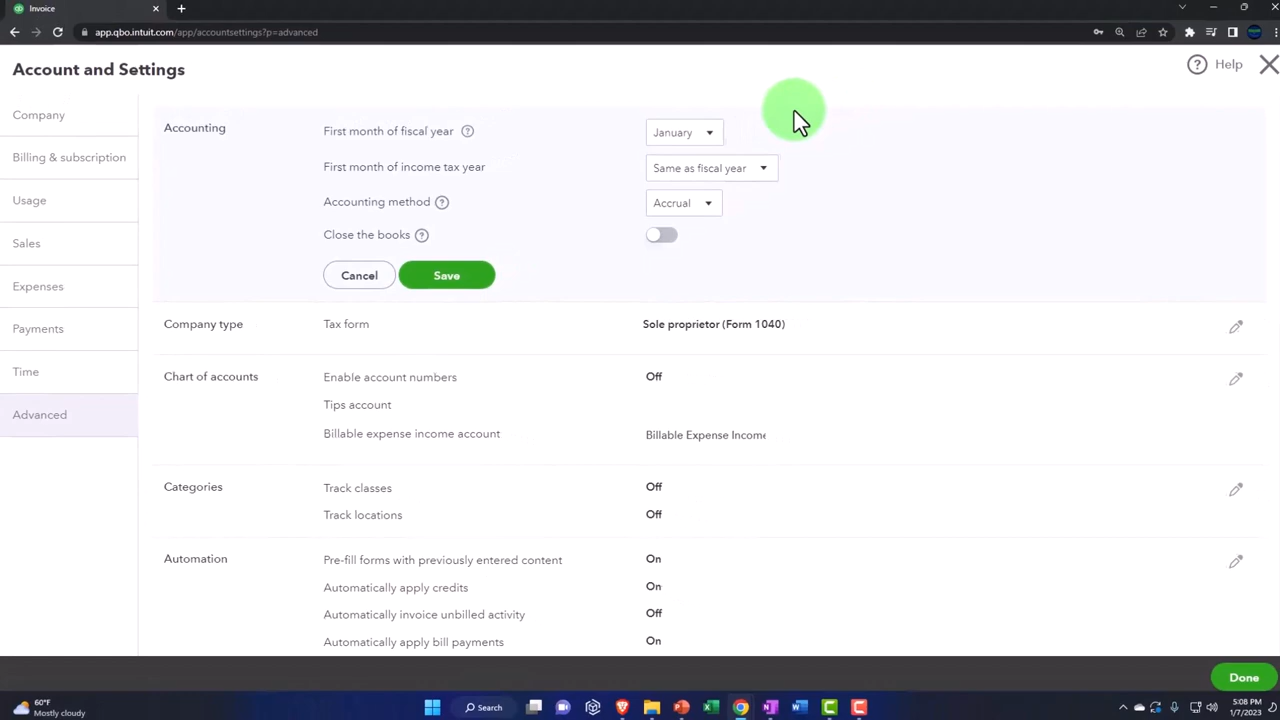 Invoice
app.qbo.intuit.com/app/accountsettings?p=advanced
Account and Settings
Help
Company
Billing & subscription
Usage
Sales
Expenses
Payments
Time
Advanced
Accounting
First month of fiscal year
January
First month of income tax year
Same as fiscal year
Accounting method
Accrual
Close the books
Cancel
Save
Company type
Tax form
Sole proprietor (Form 1040)
Chart of accounts
Enable account numbers
Off
Tips account
Billable expense income account
Billable Expense Income
Categories
Track classes
Off
Track locations
Off
Automation
Pre-fill forms with previously entered content
On
Automatically apply credits
On
Automatically invoice unbilled activity
Off
Automatically apply bill payments
On
Done
60°F
Mostly cloudy
Search
5:08 PM
1/7/2023